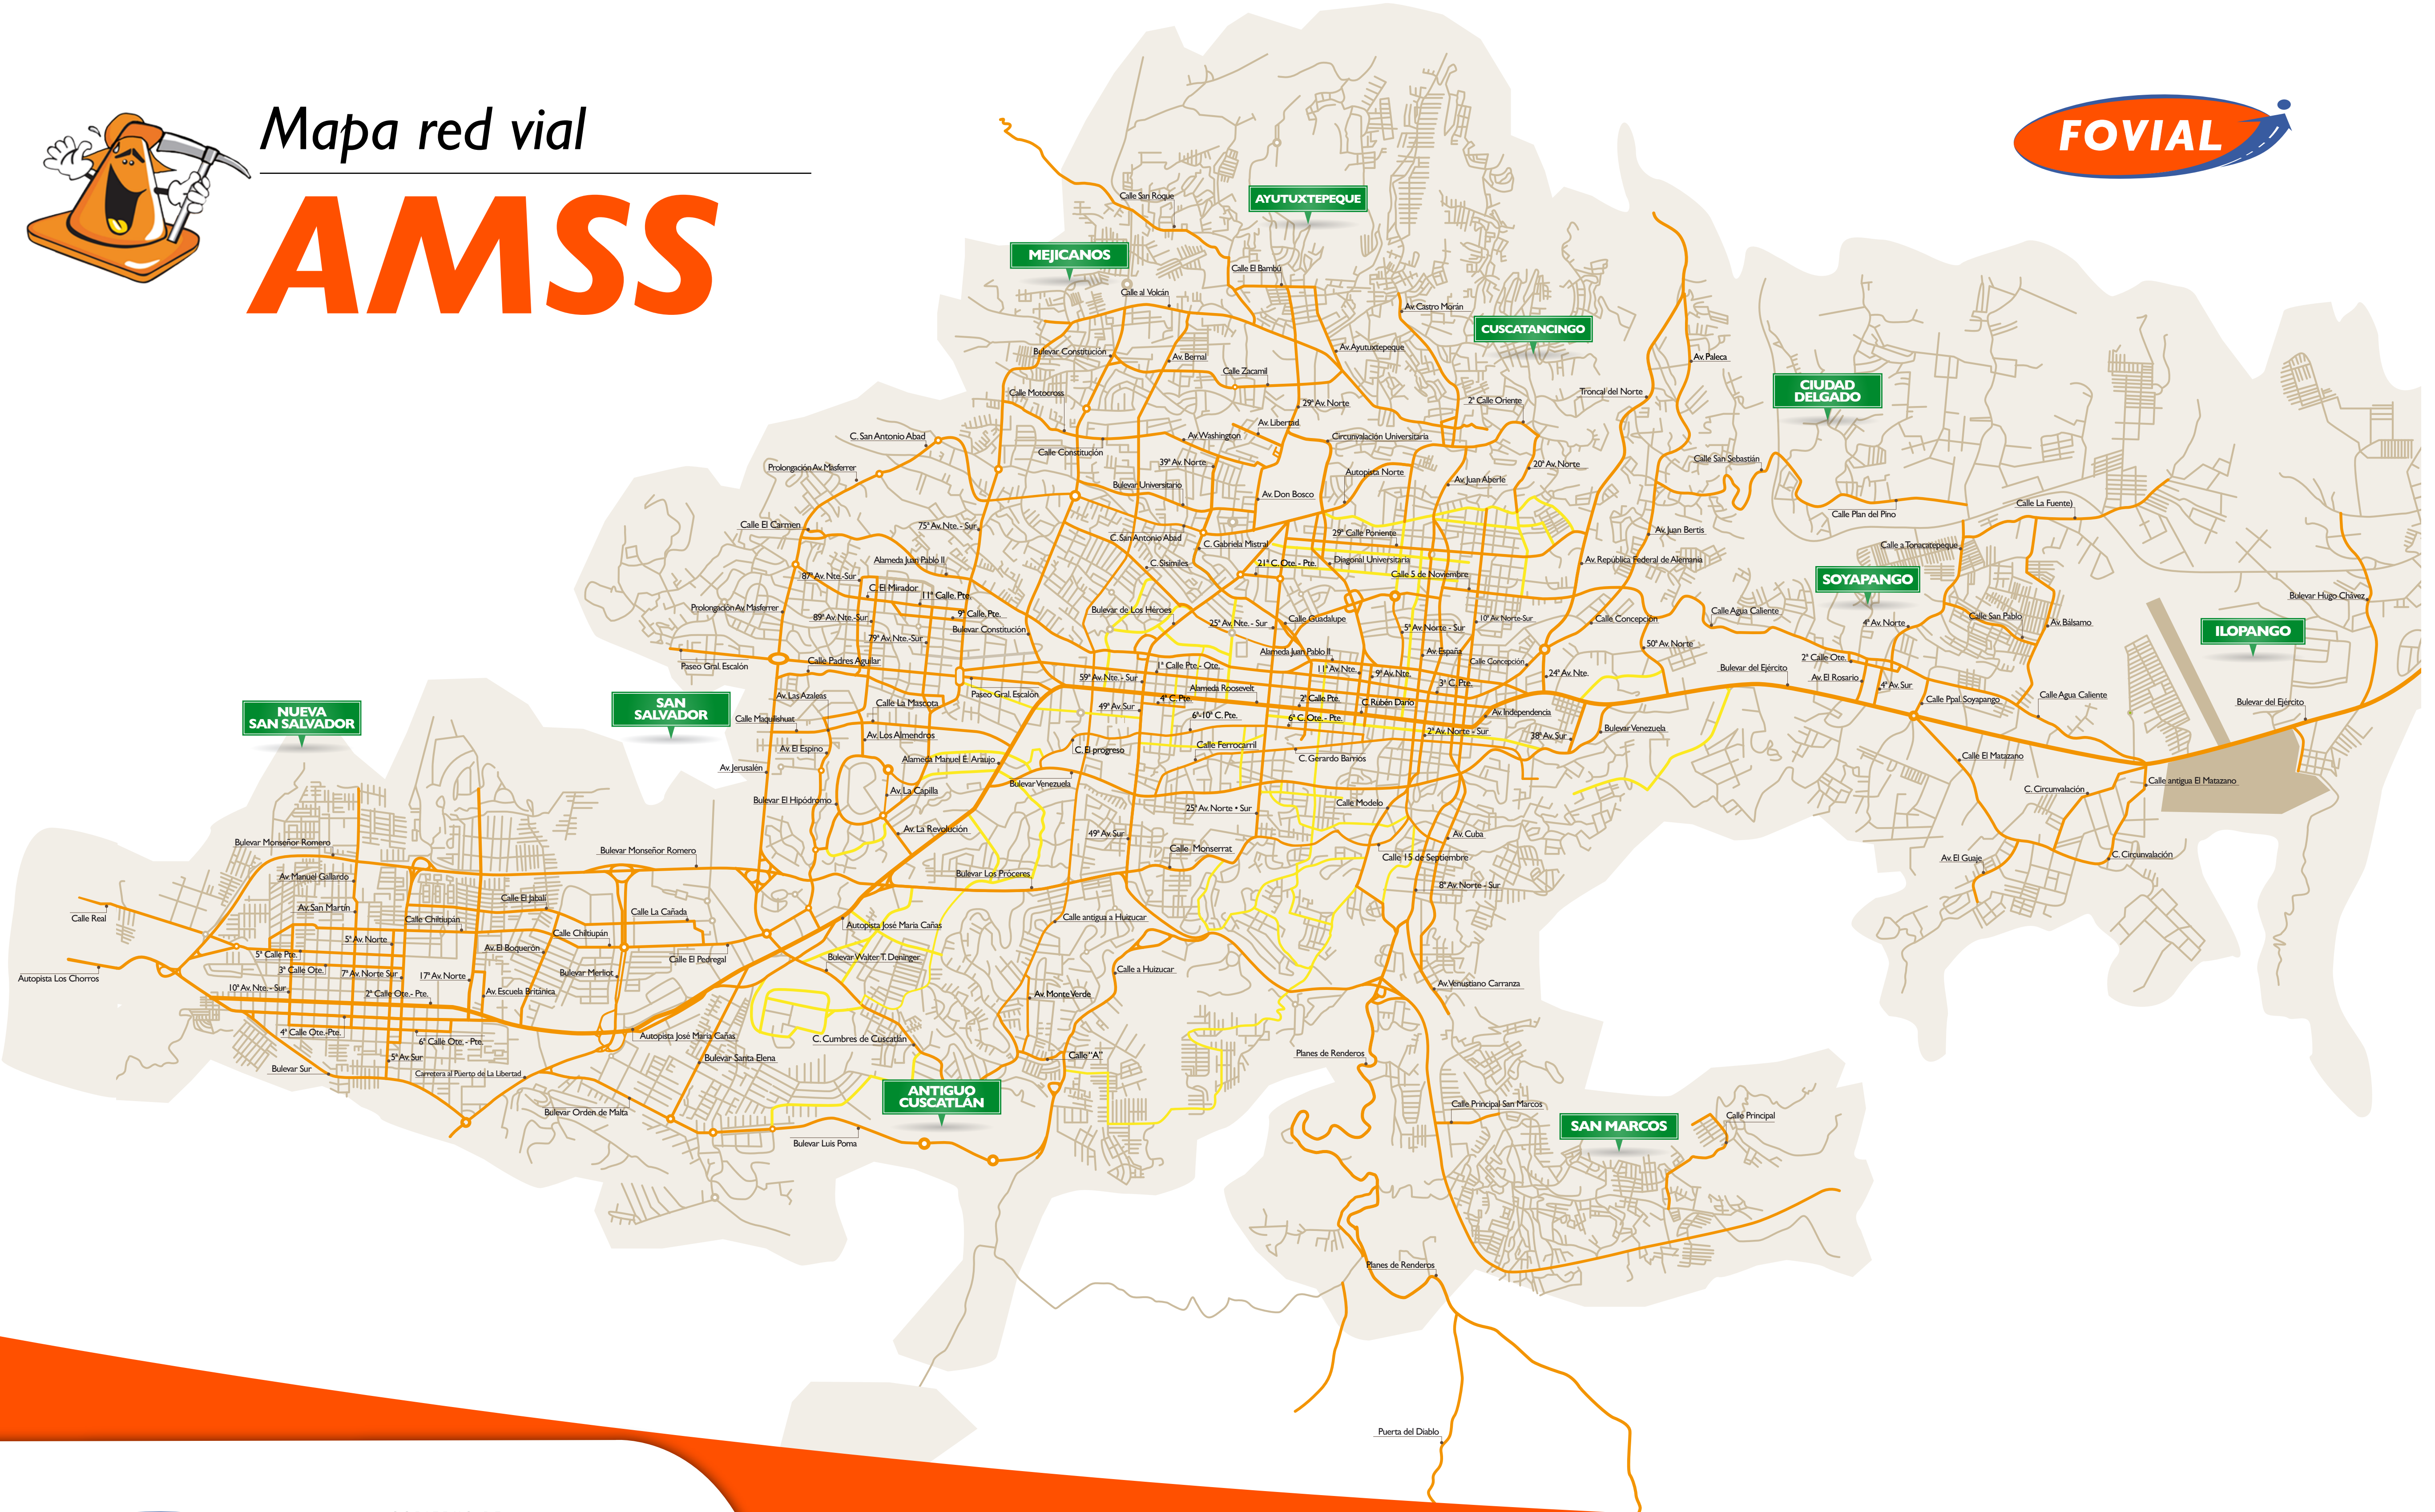 Mapa red vial
AMSS
FOVIAL
AYUTUXTEPEQUE
MEJICANOS
CUSCATANCINGO
CIUDAD
DELGADO
SOYAPANGO
ILOPANGO
NUEVA
SAN SALVADOR
SAN
SALVADOR
ANTIGUO
CUSCATLÁN
SAN MARCOS
Calle San Roque
Calle El Bambú
Calle al Volcán
Av. Castro Morán
Bulevar Constitución
Av. Bernal
Av. Ayutuxtepeque
Av. Paleca
Calle Zacamil
Calle Motocross
29ª Av. Norte
2ª Calle Oriente
Troncal del Norte
Av. Libertad
C. San Antonio Abad
Av. Washington
Circunvalación Universitaria
Calle Constitución
Prolongación Av. Masferrer
39ª Av. Norte
Autopista Norte
20ª Av. Norte
Calle San Sebastián
Bulevar Universitario
Av. Juan Aberle
Av. Don Bosco
Calle La Fuente)
Calle Plan del Pino
Calle El Carmen
75ª Av. Nte. - Sur
C. San Antonio Abad
29ª Calle Poniente
Av. Juan Bertis
C. Gabriela Mistral
Calle a Tonacatepeque
Alameda Juan Pablo II
C. Sisimiles
21ª C. Ote. - Pte.
Diagonal Universitaria
Av. República Federal de Alemania
87ª Av. Nte.-Sur
Calle 5 de Noviembre
C. El Mirador
11ª Calle. Pte.
Bulevar Hugo Chávez
Prolongación Av. Masferrer
89ª Av. Nte.-Sur
9ª Calle. Pte.
Bulevar de Los Héroes
25ª Av. Nte. - Sur
Calle Guadalupe
10ª Av. Norte-Sur
Calle Concepción
Calle Agua Caliente
Calle San Pablo
4ª Av. Norte
Av. Bálsamo
Bulevar Constitución
5ª Av. Norte - Sur
79ª Av. Nte.-Sur
50ª Av. Norte
Alameda Juan Pablo II
Av. España
Paseo Gral. Escalón
Calle Padres Aguilar
1ª Calle Pte.- Ote.
11ª Av. Nte.
9ª Av. Nte.
Calle Concepción
24ª Av. Nte.
Bulevar del Ejército
2ª Calle Ote.
Av. El Rosario
4ª Av. Sur
59ª Av. Nte. - Sur
Alameda Roosevelt
3ª C. Pte.
Av. Las Azaleas
Paseo Gral. Escalón
4ª C. Pte.
2ª Calle Pte.
C. Rubén Darío
Calle La Mascota
49ª Av. Sur
Calle Ppal. Soyapango
Calle Agua Caliente
Bulevar del Ejército
Calle Maquilishuat
6ª-10ª C. Pte.
6ª C. Ote. - Pte.
Av. Independencia
Av. Los Almendros
2ª Av. Norte - Sur
38ª Av. Sur
Bulevar Venezuela
Av. El Espino
C. El progreso
Calle Ferrocarril
C. Gerardo Barrios
Calle El Matazano
Av. Jerusalén
Alameda Manuel E. Araujo
Bulevar Venezuela
Calle antigua El Matazano
C. Circunvalación
Av. La Capilla
Bulevar El Hipódromo
25ª Av. Norte • Sur
Calle Modelo
Av. La Revolución
49ª Av. Sur
Av. Cuba
Bulevar Monseñor Romero
Bulevar Monseñor Romero
Calle Monserrat
Calle 15 de Septiembre
Av. El Guaje
C. Circunvalación
Av. Manuel Gallardo
Bulevar Los Próceres
8ª Av. Norte - Sur
Calle El Jabalí
Av. San Martín
Calle La Cañada
Calle Real
Calle Chiltiupán
Calle antigua a Huizucar
Autopista José María Cañas
Calle Chiltiupán
5ª Av. Norte
Av. El Boquerón
5ª Calle Pte.
Calle El Pedregal
Bulevar Walter T. Deninger
3ª Calle Ote.
7ª Av. Norte Sur
17ª Av. Norte
Bulevar Merliot
Calle a Huizucar
Autopista Los Chorros
10ª Av. Nte. - Sur
2ª Calle Ote.- Pte.
Av. Escuela Británica
Av. Monte Verde
Av. Venustiano Carranza
4ª Calle Ote.-Pte.
6ª Calle Ote. - Pte.
Autopista José María Cañas
C. Cumbres de Cuscatlán
Calle "A"
Planes de Renderos
5ª Av. Sur
Bulevar Santa Elena
Bulevar Sur
Carretera al Puerto de La Libertad
Bulevar Orden de Malta
Calle Principal San Marcos
Calle Principal
Bulevar Luis Poma
Planes de Renderos
Puerta del Diablo